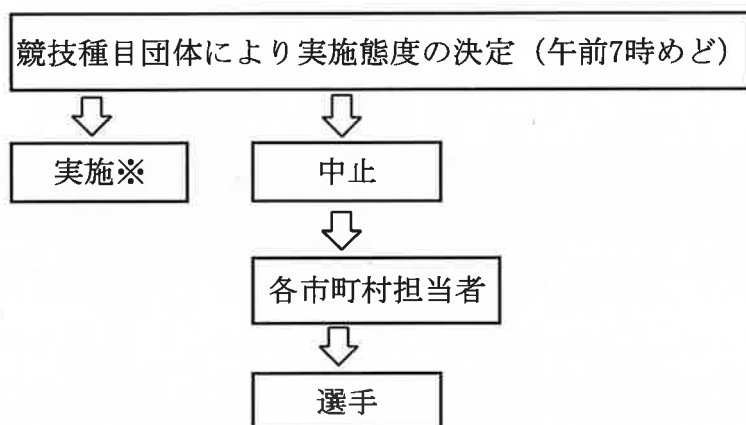 競技種目団体により実施態度の決定（午前7時めど）
実施※
中止
各市町村担当者
選手